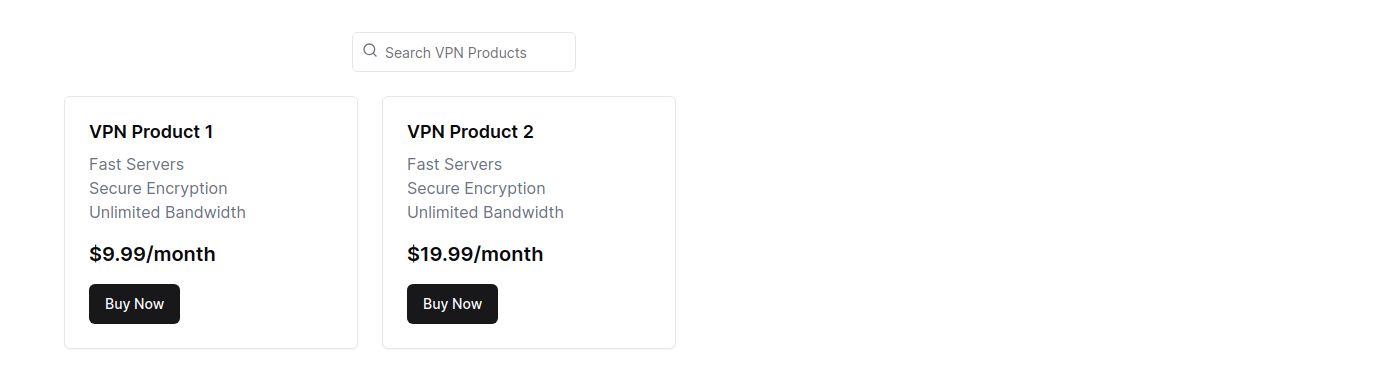 Search VPN Products
VPN Product 1
Fast Servers
Secure Encryption
Unlimited Bandwidth
$9.99/month
Buy Now
VPN Product 2
Fast Servers
Secure Encryption
Unlimited Bandwidth
$19.99/month
Buy Now